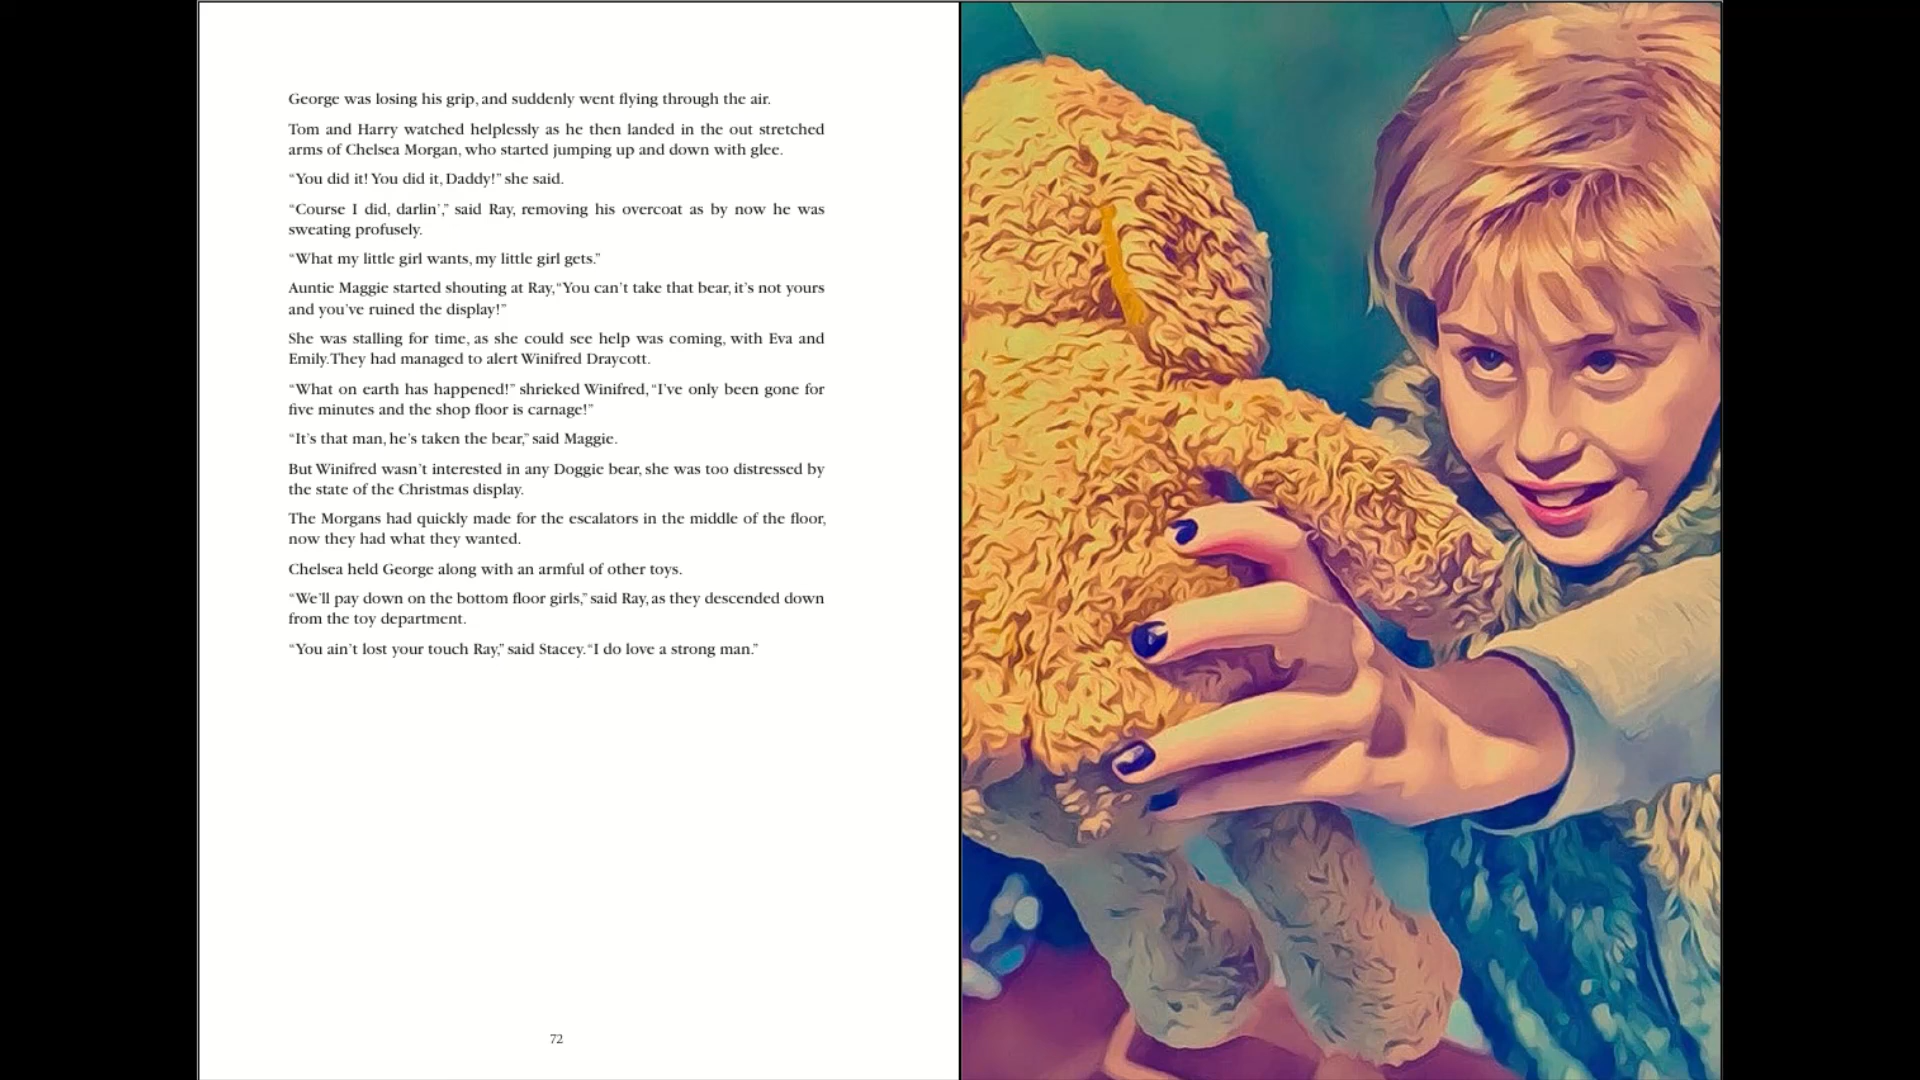 George was losing his grip, and suddenly went flying through the air.
Tom and Harry watched helplessly as he then landed in the out stretched
arms of Chelsea Morgan, who started jumping up and down with glee.
“You did it! You did it, Daddy!” she said.
“Course I did, darlin’,” said Ray, removing his overcoat as by now he was
sweating profusely.
“What my little girl wants, my little girl gets.”
Auntie Maggie started shouting at Ray,“You can’t take that bear, it’s not yours
and you’ve ruined the display!”
She was stalling for time, as she could see help was coming, with Eva and
Emily.They had managed to alert Winifred Draycott.
“What on earth has happened!” shrieked Winifred,“I’ve only been gone for
five minutes and the shop floor is carnage!”
“It’s that man, he’s taken the bear,” said Maggie.
But Winifred wasn’t interested in any Doggie bear, she was too distressed by
the state of the Christmas display.
The Morgans had quickly made for the escalators in the middle of the floor,
now they had what they wanted.
Chelsea held George along with an armful of other toys.
“We’ll pay down on the bottom floor girls,” said Ray, as they descended down
from the toy department.
“You ain’t lost your touch Ray,” said Stacey.“I do love a strong man.”
72